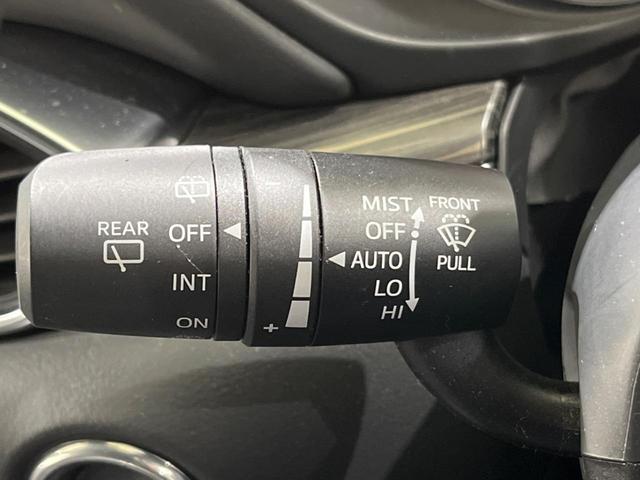 REAR
OFF
INT
ON
−
+
MIST
OFF
AUTO
LO
HI
FRONT
PULL